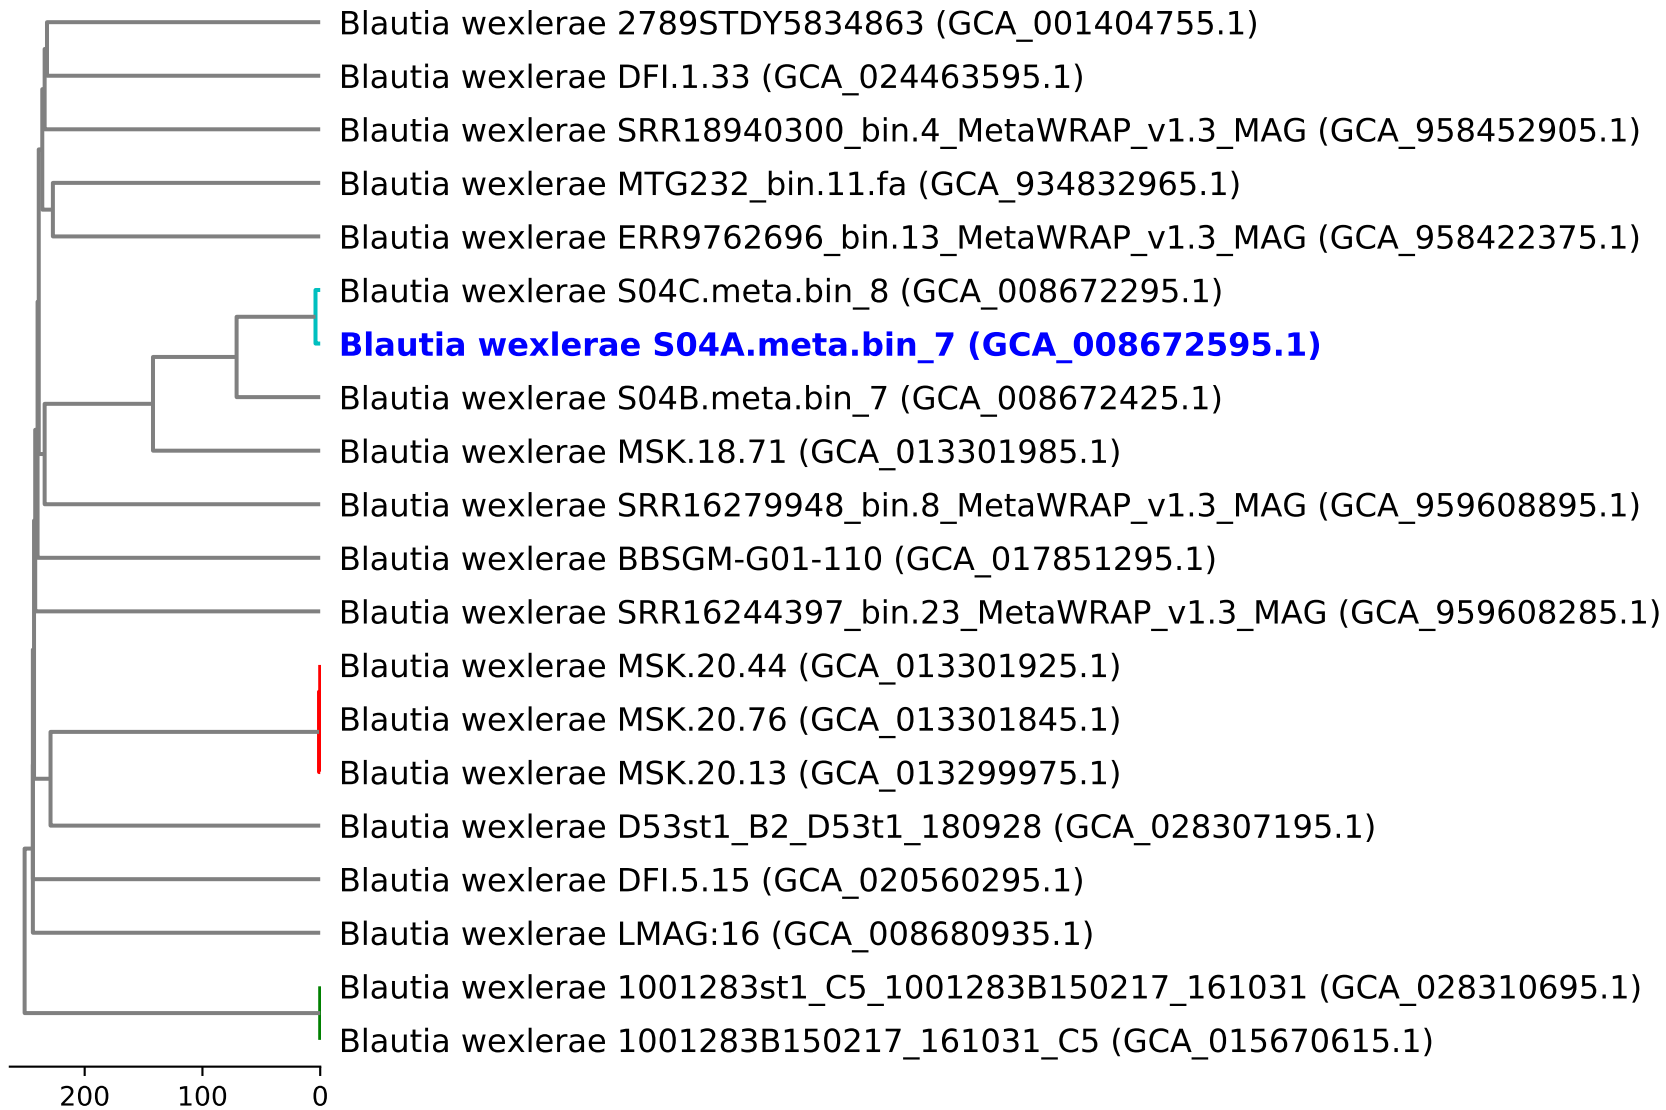 Blautia wexlerae 2789STDY5834863 (GCA_001404755.1)
Blautia wexlerae DFI.1.33 (GCA_024463595.1)
Blautia wexlerae SRR18940300_bin.4_MetaWRAP_v1.3_MAG (GCA_958452905.1)
Blautia wexlerae MTG232_bin.11.fa (GCA_934832965.1)
Blautia wexlerae ERR9762696_bin.13_MetaWRAP_v1.3_MAG (GCA_958422375.1)
Blautia wexlerae S04C.meta.bin_8 (GCA_008672295.1)
Blautia wexlerae S04A.meta.bin_7 (GCA_008672595.1)
Blautia wexlerae S04B.meta.bin_7 (GCA_008672425.1)
Blautia wexlerae MSK.18.71 (GCA_013301985.1)
Blautia wexlerae SRR16279948_bin.8_MetaWRAP_v1.3_MAG (GCA_959608895.1)
Blautia wexlerae BBSGM-G01-110 (GCA_017851295.1)
Blautia wexlerae SRR16244397_bin.23_MetaWRAP_v1.3_MAG (GCA_959608285.1)
Blautia wexlerae MSK.20.44 (GCA_013301925.1)
Blautia wexlerae MSK.20.76 (GCA_013301845.1)
Blautia wexlerae MSK.20.13 (GCA_013299975.1)
Blautia wexlerae D53st1_B2_D53t1_180928 (GCA_028307195.1)
Blautia wexlerae DFI.5.15 (GCA_020560295.1)
Blautia wexlerae LMAG:16 (GCA_008680935.1)
Blautia wexlerae 1001283st1_C5_1001283B150217_161031 (GCA_028310695.1)
Blautia wexlerae 1001283B150217_161031_C5 (GCA_015670615.1)
200 100 0